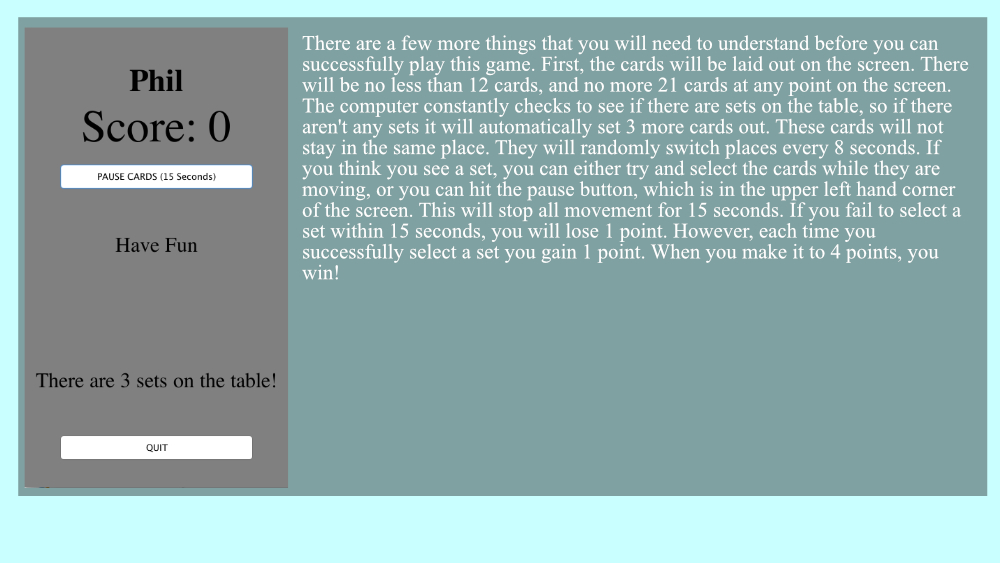 Phil
Score: 0
PAUSE CARDS (15 Seconds)
Have Fun
There are 3 sets on the table!
QUIT
There are a few more things that you will need to understand before you can
successfully play this game. First, the cards will be laid out on the screen. There
will be no less than 12 cards, and no more 21 cards at any point on the screen.
The computer constantly checks to see if there are sets on the table, so if there
aren't any sets it will automatically set 3 more cards out. These cards will not
stay in the same place. They will randomly switch places every 8 seconds. If
you think you see a set, you can either try and select the cards while they are
moving, or you can hit the pause button, which is in the upper left hand corner
of the screen. This will stop all movement for 15 seconds. If you fail to select a
set within 15 seconds, you will lose 1 point. However, each time you
successfully select a set you gain 1 point. When you make it to 4 points, you
win!